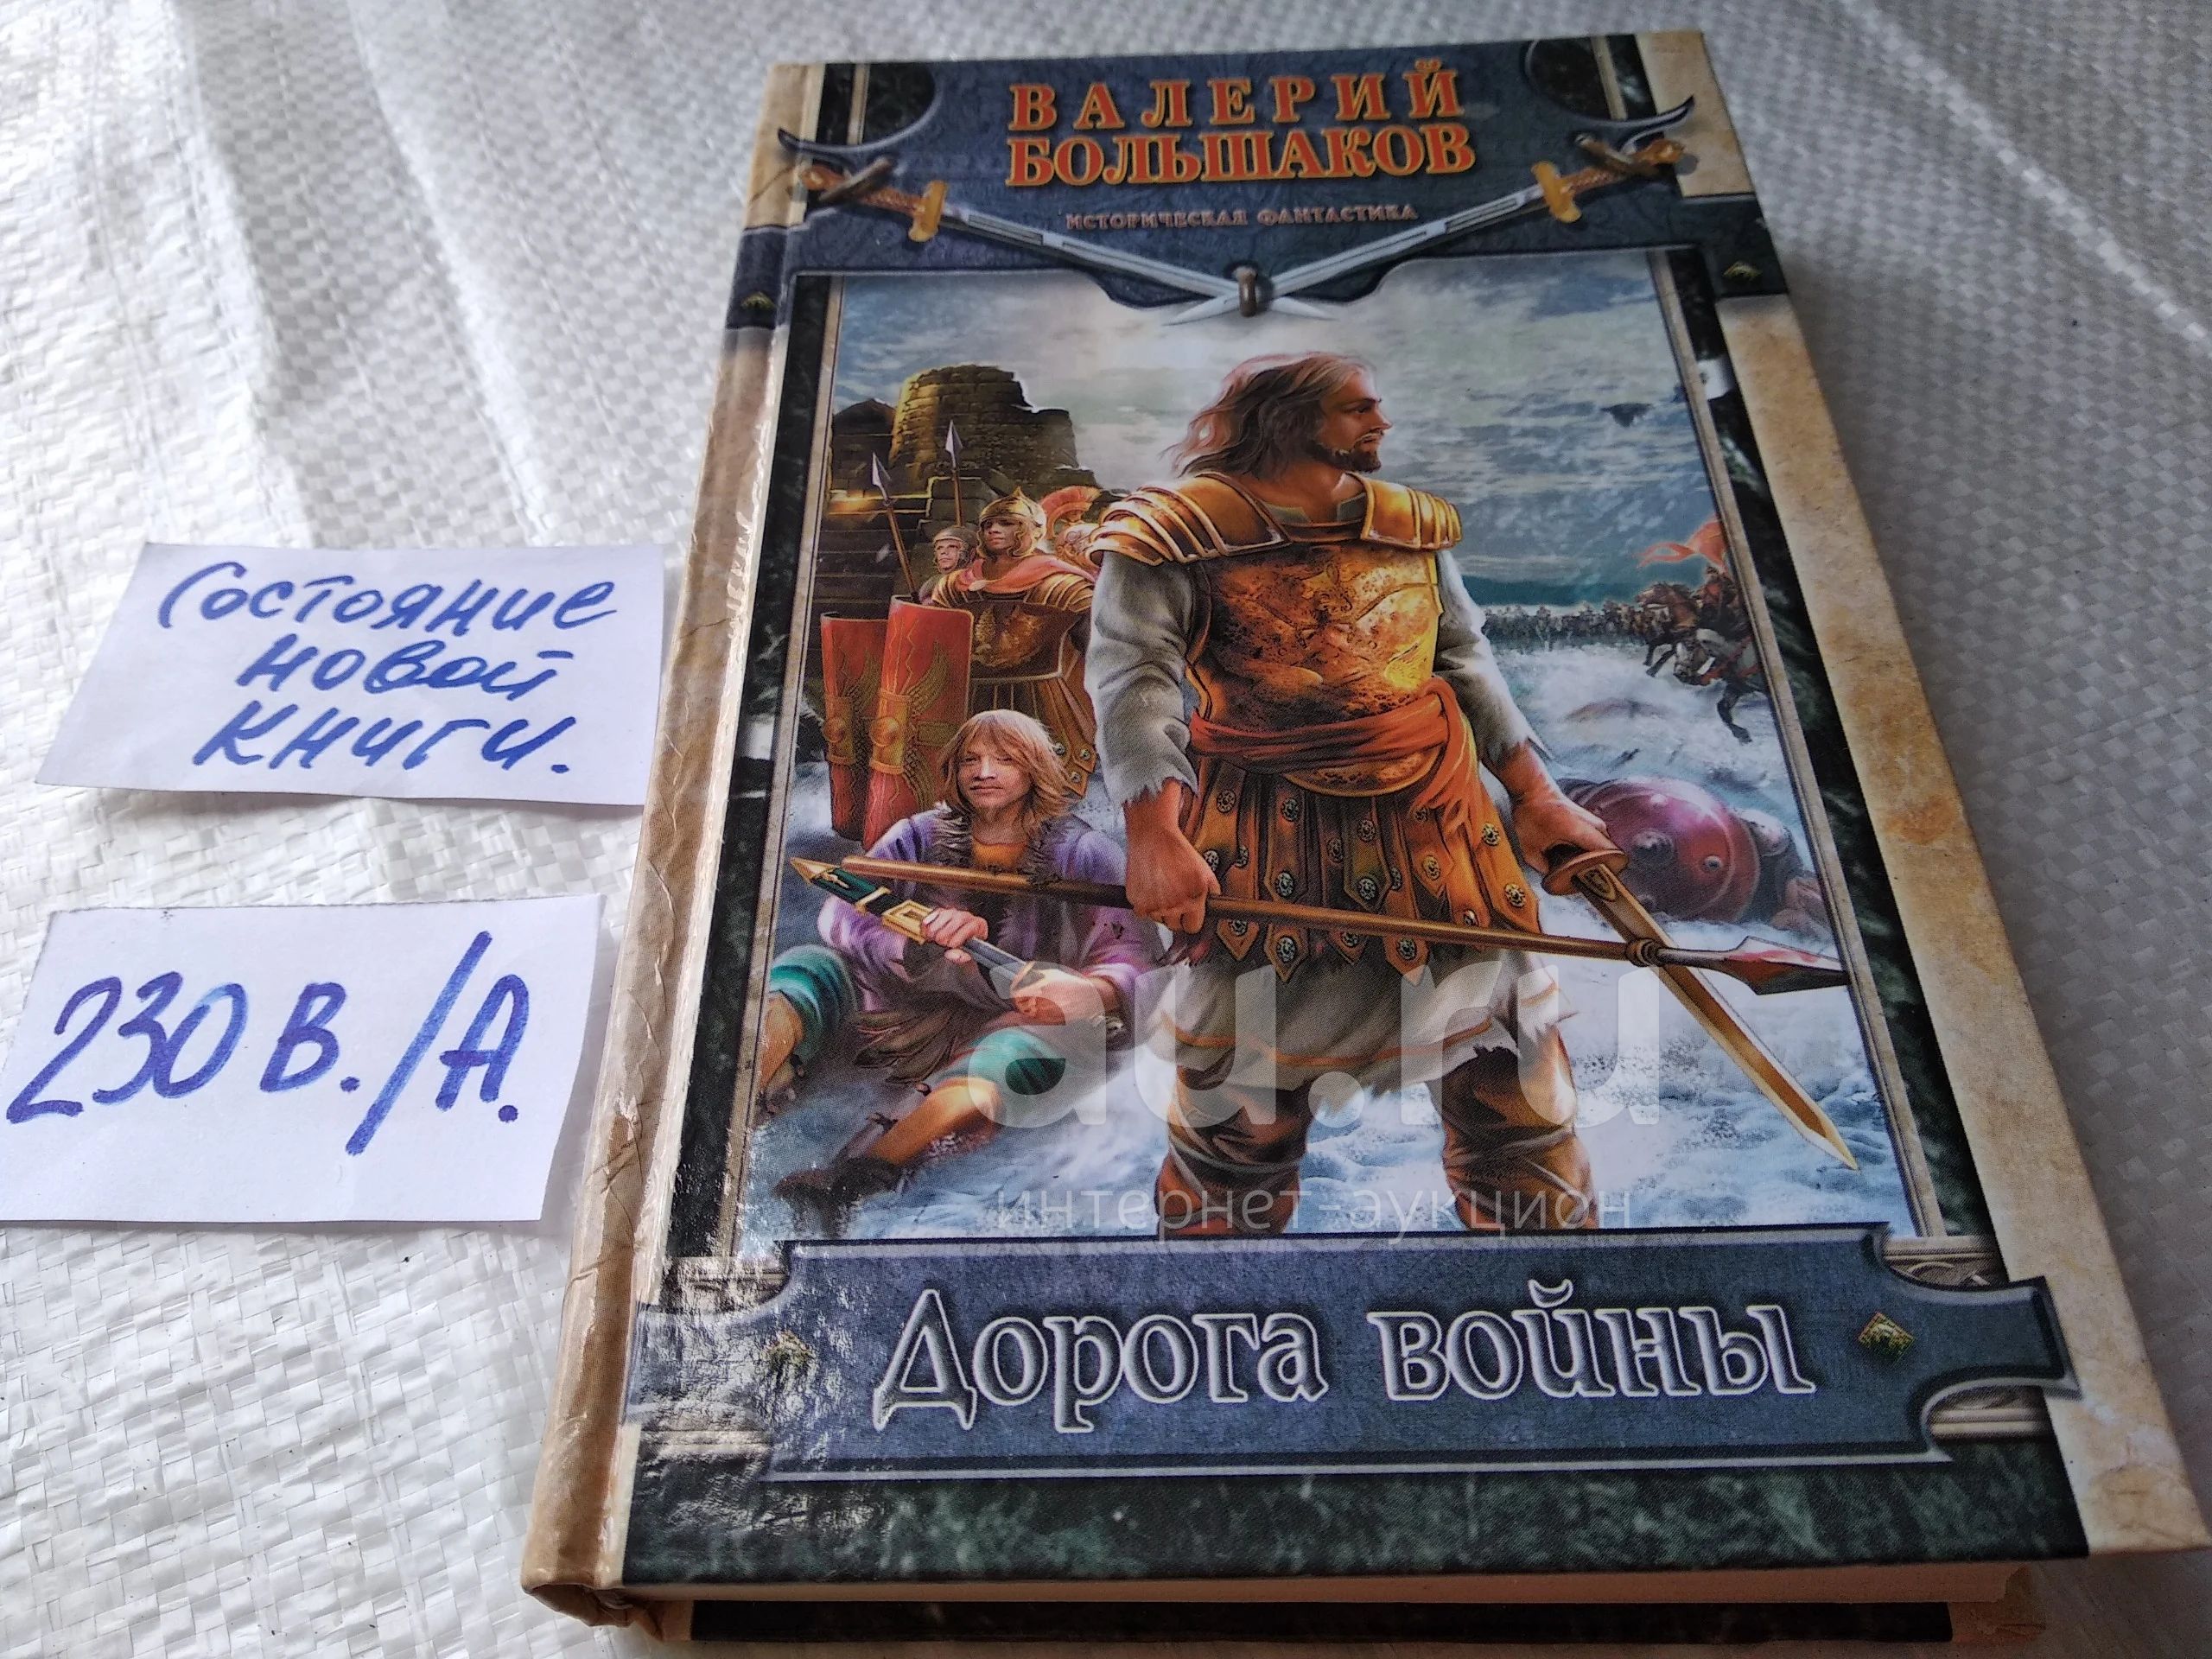 ВАЛЕРИЙ
БОЛЬШАКОВ
ИСТОРИЧЕСКАЯ ФАНТАСТИКА
Состояние
новой
книги.
230 В./А.
au.ru
интернет-аукцион
Дорога войны